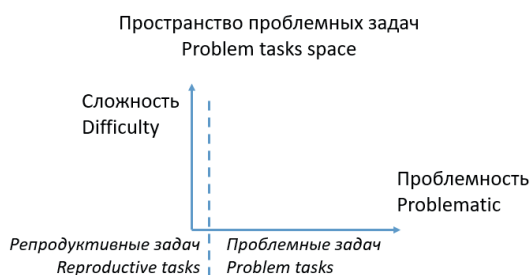 Пространство проблемных задач
Problem tasks space
Сложность
Difficulty
Проблемность
Problematic
Репродуктивные задач
Reproductive tasks
Проблемные задач
Problem tasks